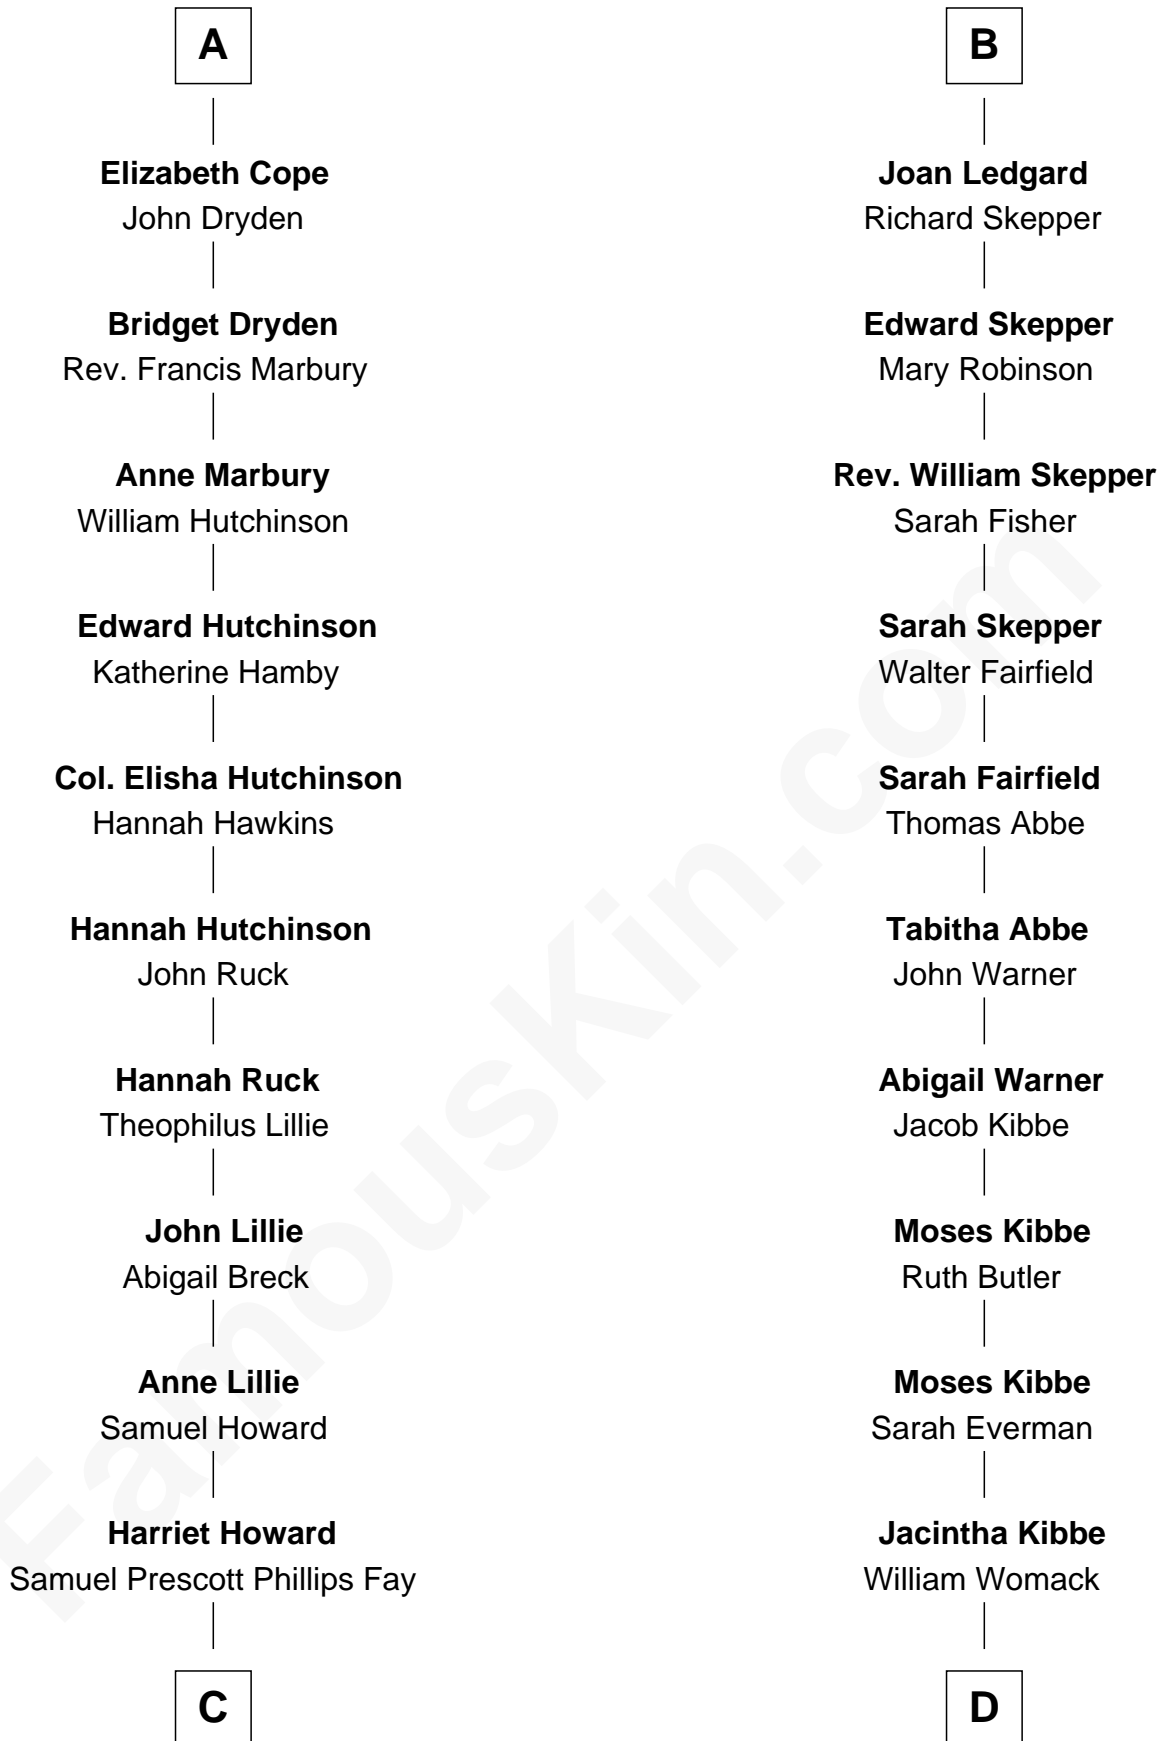 A
Elizabeth Cope
John Dryden
Bridget Dryden
Rev. Francis Marbury
Anne Marbury
William Hutchinson
Edward Hutchinson
Katherine Hamby
Col. Elisha Hutchinson
Hannah Hawkins
Hannah Hutchinson
John Ruck
Hannah Ruck
Theophilus Lillie
John Lillie
Abigail Breck
Anne Lillie
Samuel Howard
Harriet Howard
Samuel Prescott Phillips Fay
C
B
Joan Ledgard
Richard Skepper
Edward Skepper
Mary Robinson
Rev. William Skepper
Sarah Fisher
Sarah Skepper
Walter Fairfield
Sarah Fairfield
Thomas Abbe
Tabitha Abbe
John Warner
Abigail Warner
Jacob Kibbe
Moses Kibbe
Ruth Butler
Moses Kibbe
Sarah Everman
Jacintha Kibbe
William Womack
D
FamousKin.com